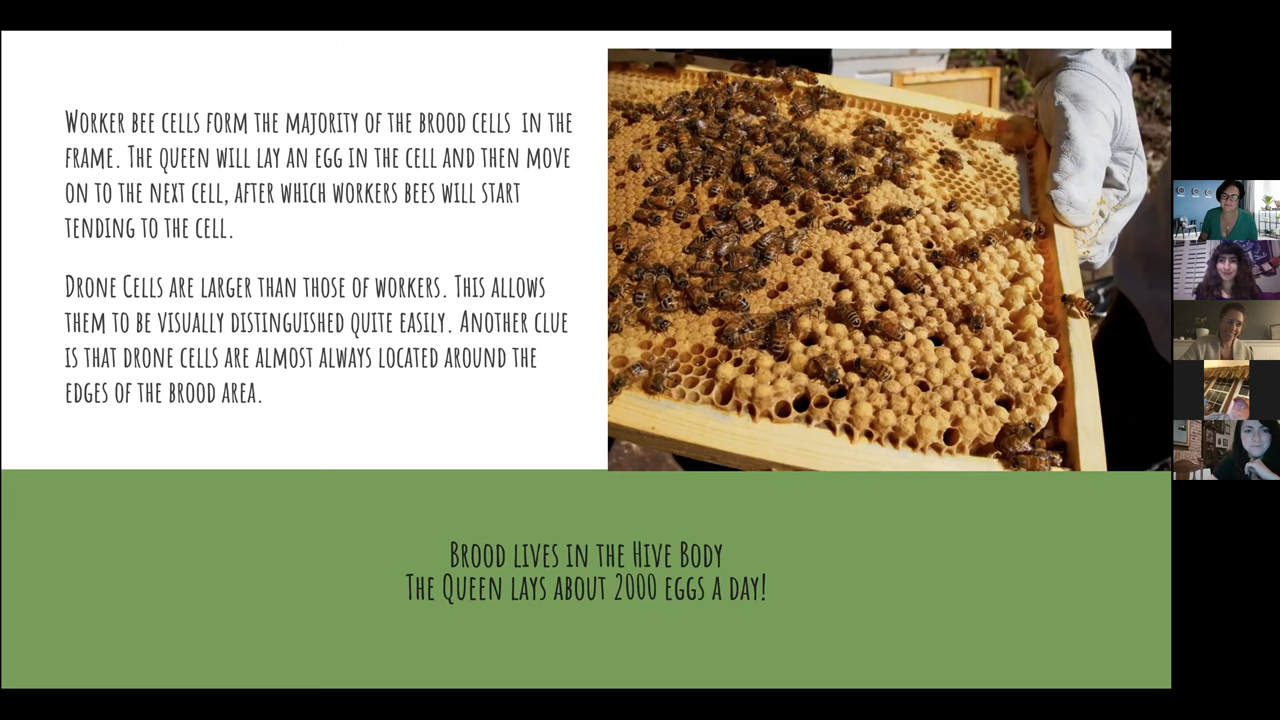 WORKER BEE CELLS FORM THE MAJORITY OF THE BROOD CELLS IN THE
FRAME. THE QUEEN WILL LAY AN EGG IN THE CELL AND THEN MOVE
ON TO THE NEXT CELL, AFTER WHICH WORKERS BEES WILL START
TENDING TO THE CELL.
DRONE CELLS ARE LARGER THAN THOSE OF WORKERS. THIS ALLOWS
THEM TO BE VISUALLY DISTINGUISHED QUITE EASILY. ANOTHER CLUE
IS THAT DRONE CELLS ARE ALMOST ALWAYS LOCATED AROUND THE
EDGES OF THE BROOD AREA.
BROOD LIVES IN THE HIVE BODY
THE QUEEN LAYS ABOUT 2000 EGGS A DAY!